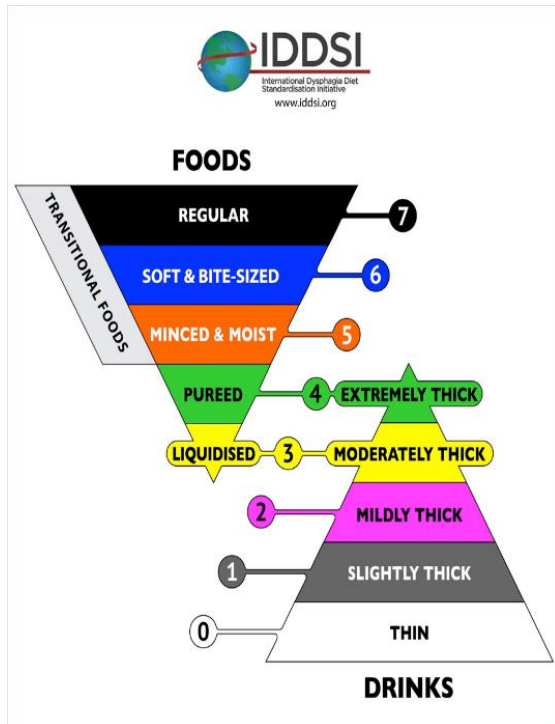 IDDSI
International Dysphagia Diet
Standardisation Initiative
www.iddsi.org
FOODS
TRANSITIONAL FOODS
REGULAR
7
SOFT & BITE-SIZED
6
MINCED & MOIST
5
PUREED
4
EXTREMELY THICK
LIQUIDISED
3
MODERATELY THICK
2
MILDLY THICK
1
SLIGHTLY THICK
0
THIN
DRINKS